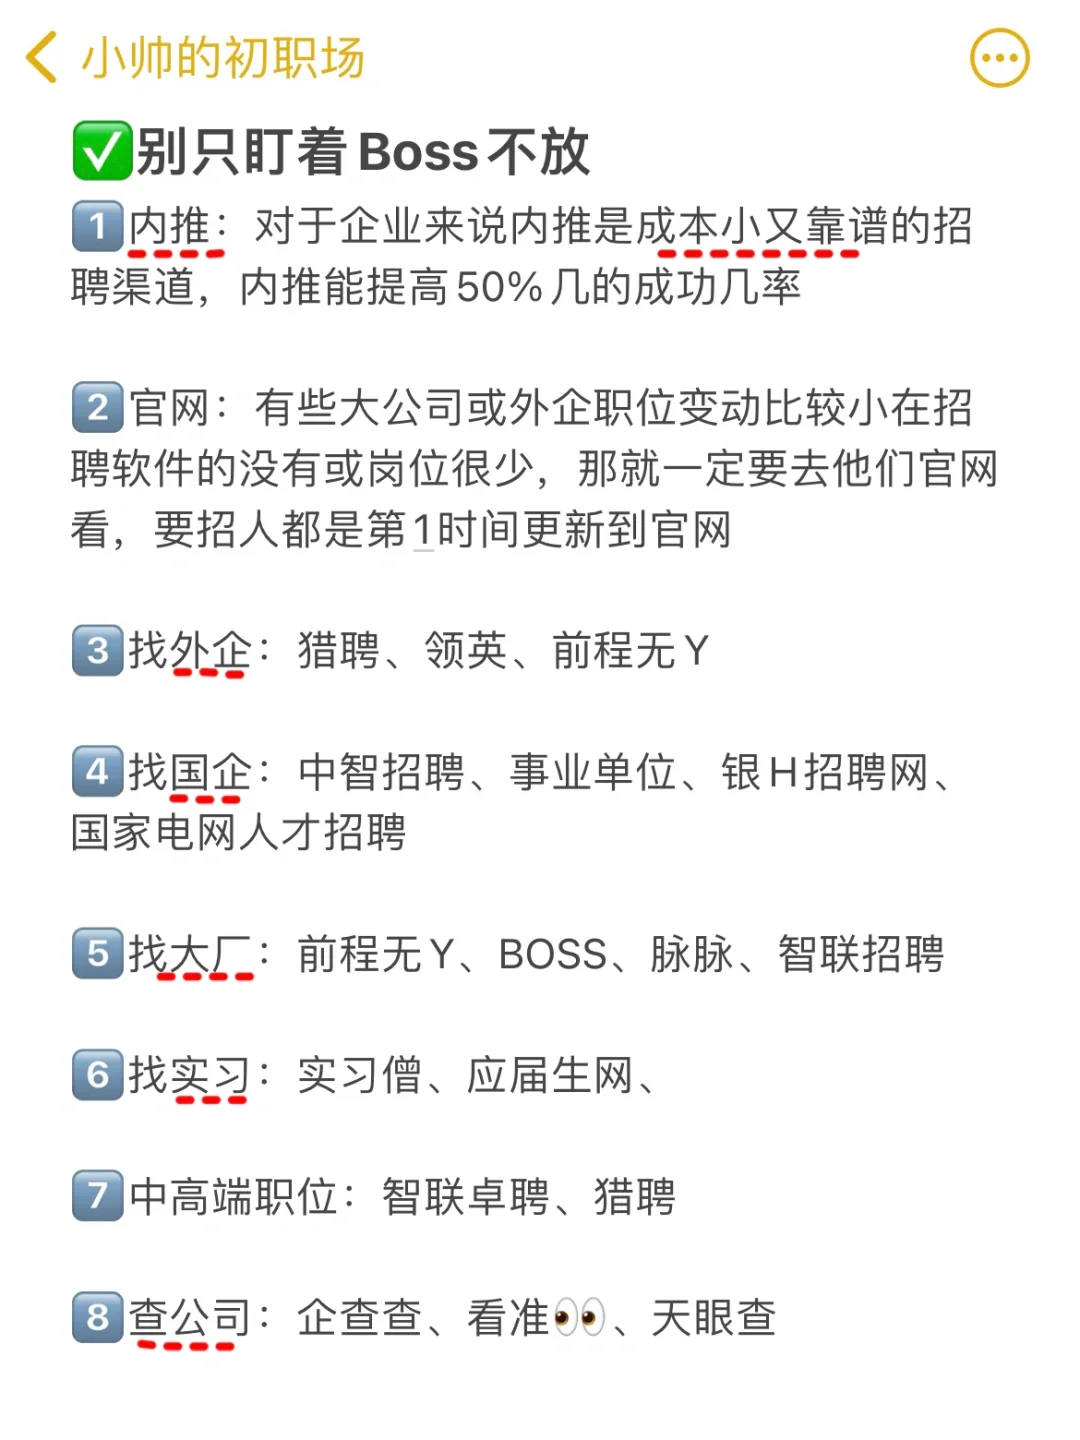 小帅的初职场
✅别只盯着Boss不放
1️⃣内推：对于企业来说内推是成本小又靠谱的招
聘渠道，内推能提高50%几的成功几率
2️⃣官网：有些大公司或外企职位变动比较小在招
聘软件的没有或岗位很少，那就一定要去他们官网
看，要招人都是第1时间更新到官网
3️⃣找外企：猎聘、领英、前程无Y
4️⃣找国企：中智招聘、事业单位、银H招聘网、
国家电网人才招聘
5️⃣找大厂：前程无Y、BOSS、脉脉、智联招聘
6️⃣找实习：实习僧、应届生网、
7️⃣中高端职位：智联卓聘、猎聘
8️⃣查公司：企查查、看准👀、天眼查